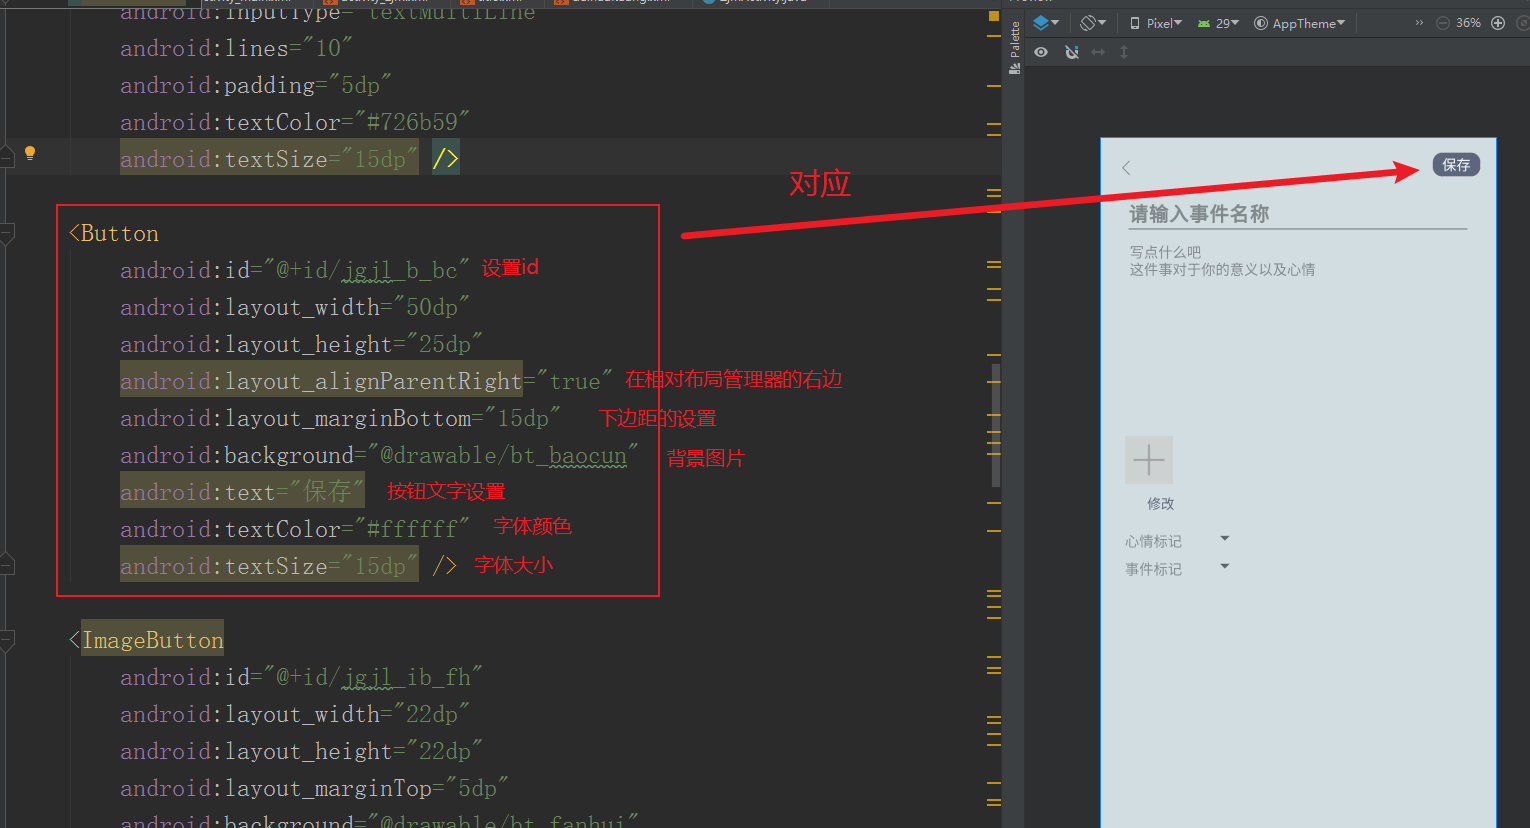 android:inputType="textMultiLine"
android:lines="10"
android:padding="5dp"
android:textColor="#726b59"
android:textSize="15dp" />
<Button
android:id="@+id/jgjl_b_bc" 设置id
android:layout_width="50dp"
android:layout_height="25dp"
android:layout_alignParentRight="true" 在相对布局管理器的右边
android:layout_marginBottom="15dp" 下边距的设置
android:background="@drawable/bt_baocun" 背景图片
android:text="保存" 按钮文字设置
android:textColor="#ffffff" 字体颜色
android:textSize="15dp" /> 字体大小
<ImageButton
android:id="@+id/jgjl_ib_fh"
android:layout_width="22dp"
android:layout_height="22dp"
android:layout_marginTop="5dp"
android:background="@drawable/bt_fanhui"
对应
Palette
Pixel 29 AppTheme » 36%
保存
请输入事件名称
写点什么吧
这件事对于你的意义以及心情
修改
心情标记
事件标记